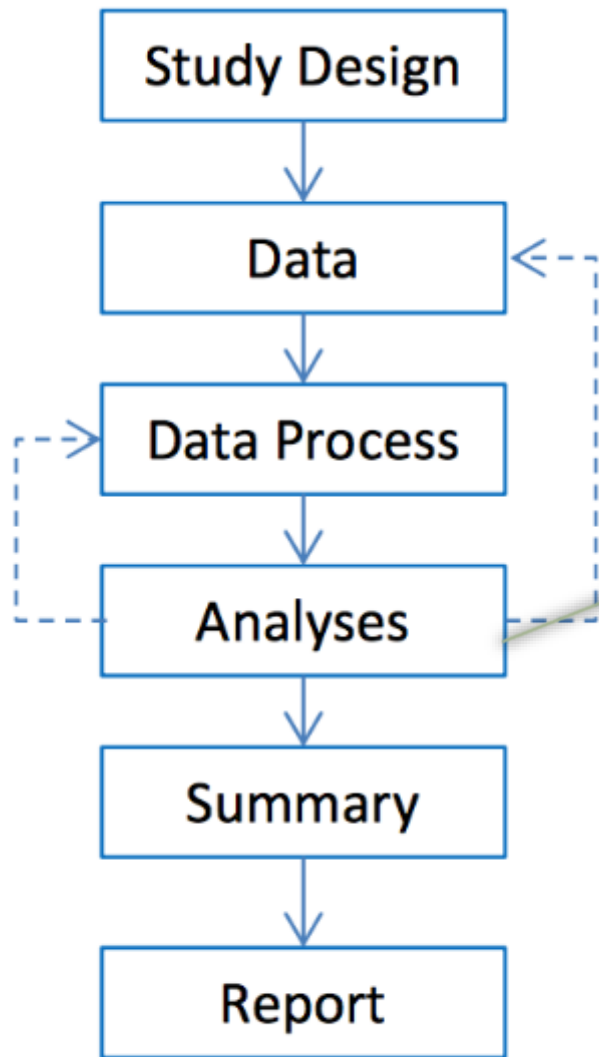 Study Design
Data
Data Process
Analyses
Summary
Report